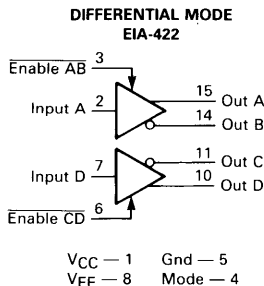 DIFFERENTIAL MODE
EIA-422
Enable AB 3
Input A 2
15 Out A
14 Out B
Input D 7
11 Out C
10 Out D
Enable CD 6
VCC — 1 Gnd — 5
VEE — 8 Mode — 4